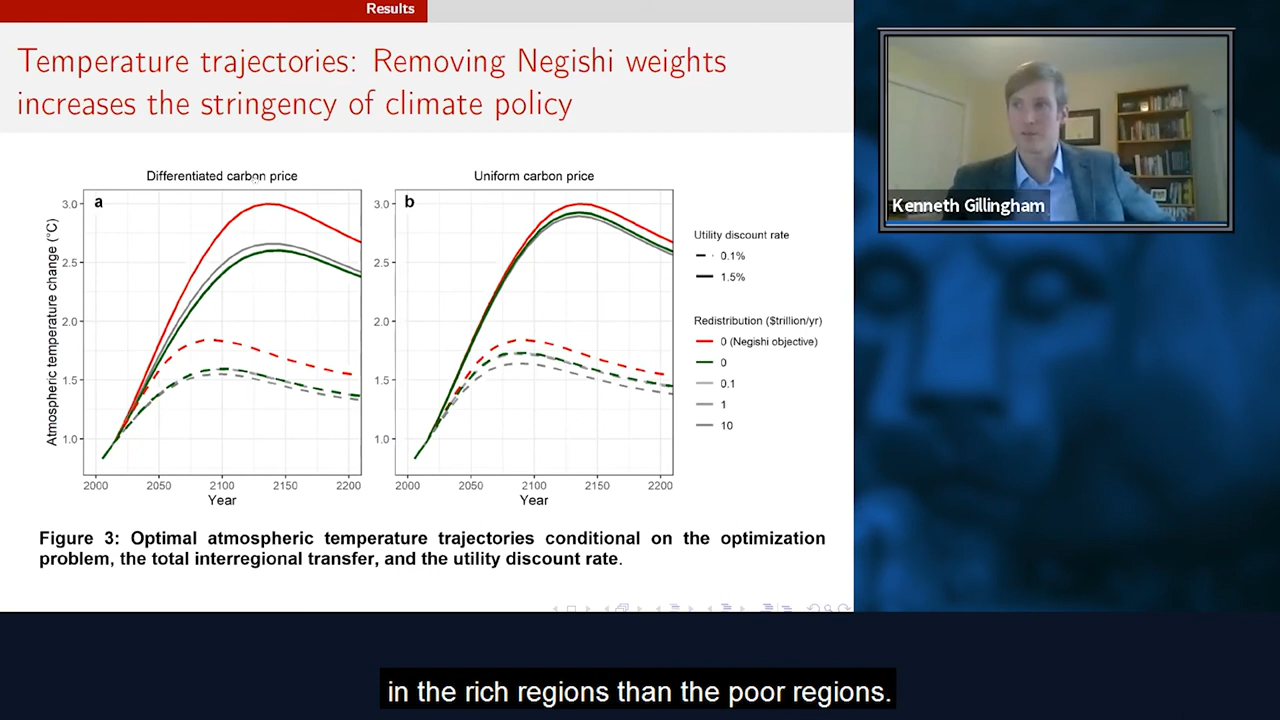 Results
Temperature trajectories: Removing Negishi weights
increases the stringency of climate policy
Kenneth Gillingham
Differentiated carbon price
Uniform carbon price
a
b
Atmospheric temperature change (°C)
3.0
2.5
2.0
1.5
1.0
3.0
2.5
2.0
1.5
1.0
2000 2050 2100 2150 2200
2000 2050 2100 2150 2200
Year
Year
Utility discount rate
0.1%
1.5%
Redistribution ($trillion/yr)
0 (Negishi objective)
0
0.1
1
10
Figure 3: Optimal atmospheric temperature trajectories conditional on the optimization
problem, the total interregional transfer, and the utility discount rate.
in the rich regions than the poor regions.